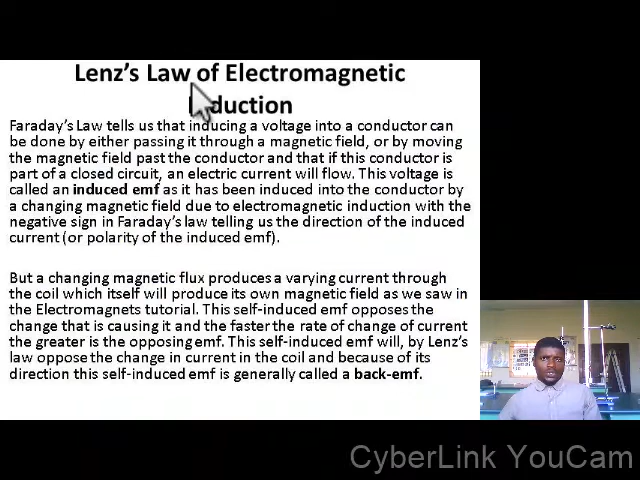 Lenz's Law of Electromagnetic
Induction
Faraday's Law tells us that inducing a voltage into a conductor can
be done by either passing it through a magnetic field, or by moving
the magnetic field past the conductor and that if this conductor is
part of a closed circuit, an electric current will flow. This voltage is
called an induced emf as it has been induced into the conductor by
a changing magnetic field due to electromagnetic induction with the
negative sign in Faraday's law telling us the direction of the induced
current (or polarity of the induced emf).
But a changing magnetic flux produces a varying current through
the coil which itself will produce its own magnetic field as we saw in
the Electromagnets tutorial. This self-induced emf opposes the
change that is causing it and the faster the rate of change of current
the greater is the opposing emf. This self-induced emf will, by Lenz's
law oppose the change in current in the coil and because of its
direction this self-induced emf is generally called a back-emf.
CyberLink YouCam